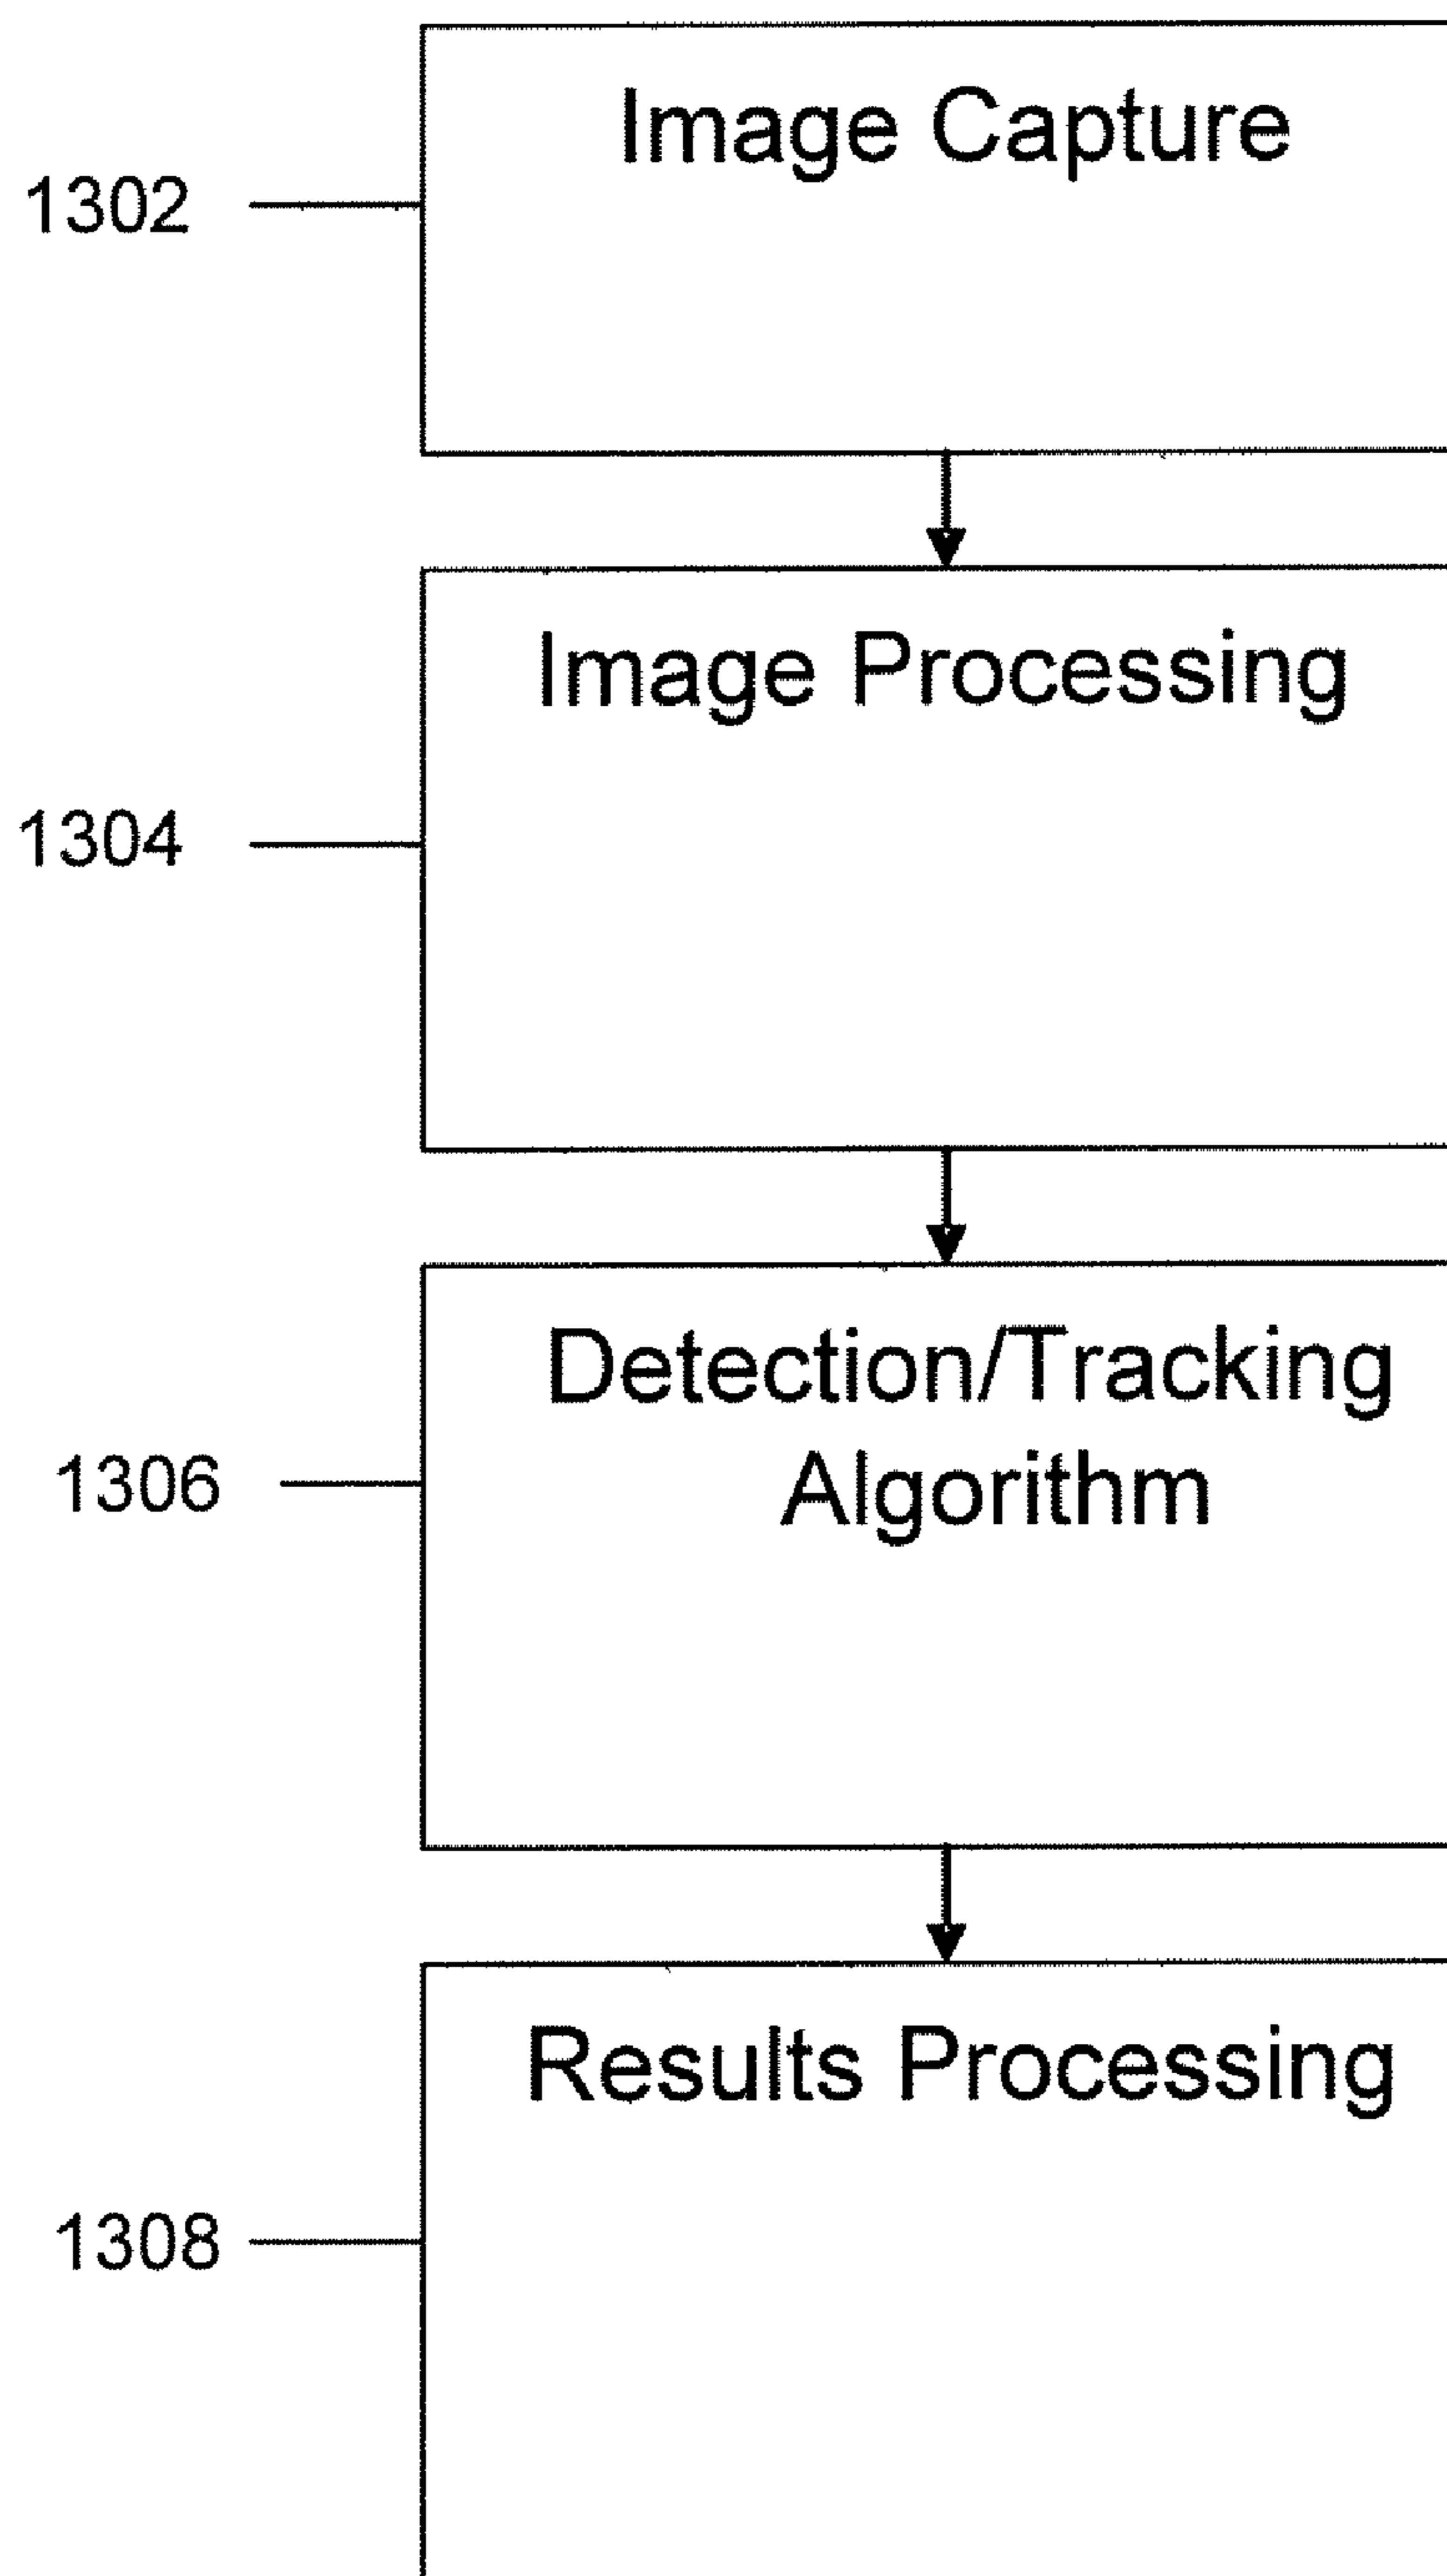 Image Capture
1302
Image Processing
1304
Detection/Tracking
Algorithm
1306
Results Processing
1308